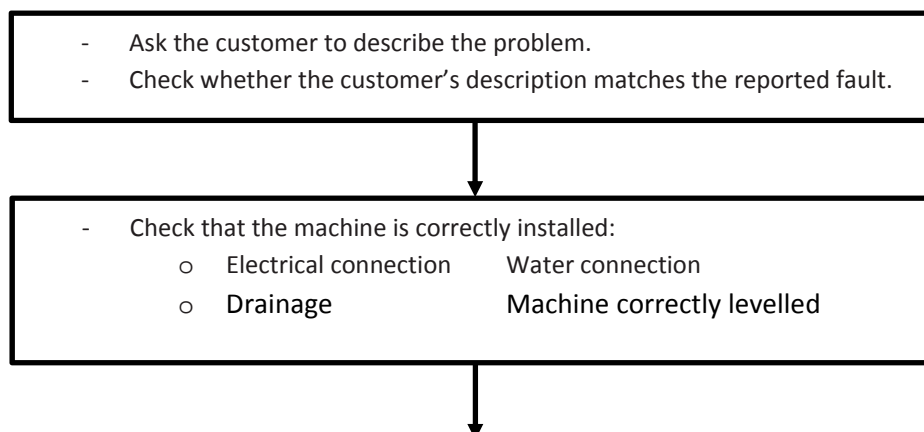 - Ask the customer to describe the problem.
- Check whether the customer’s description matches the reported fault.
- Check that the machine is correctly installed:
o Electrical connection Water connection
o Drainage Machine correctly levelled